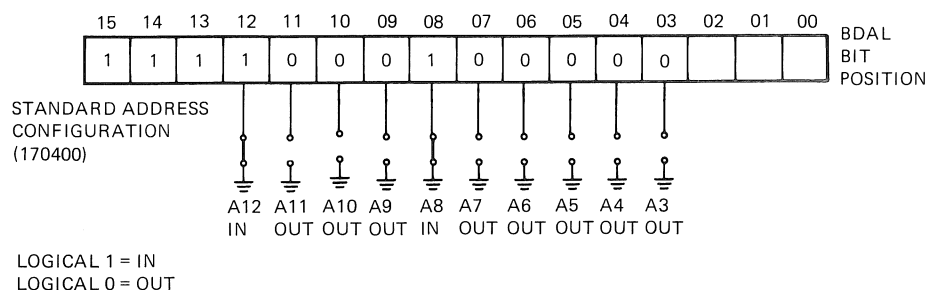 15 14 13 12 11 10 09 08 07 06 05 04 03 02 01 00
1 1 1 1 0 0 0 1 0 0 0 0 0
BDAL
BIT
POSITION
STANDARD ADDRESS
CONFIGURATION
(170400)
A12 A11 A10 A9 A8 A7 A6 A5 A4 A3
IN OUT OUT OUT IN OUT OUT OUT OUT OUT
LOGICAL 1 = IN
LOGICAL 0 = OUT